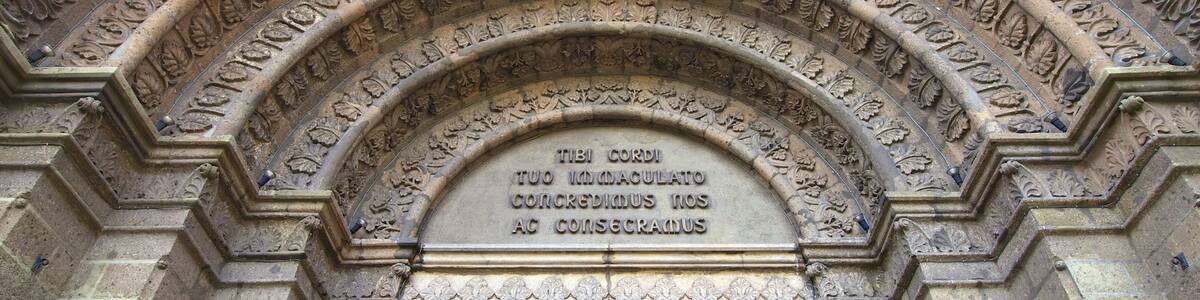 TIBI CORDI
TUO IMMACULATO
CONCREDIMUS NOS
AC CONSECRAMUS